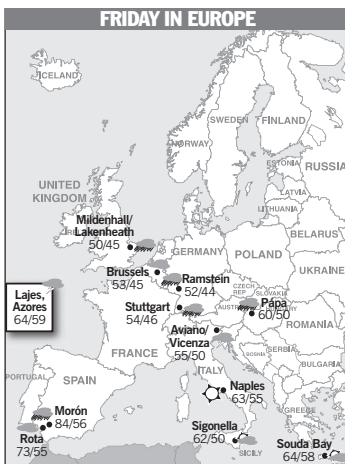 FRIDAY IN EUROPE
ICELAND
SWEDEN
FINLAND
NORWAY
ESTONIA
RUSSIA
LATVIA
LITHUANIA
UNITED
KINGDOM
BELARUS
Mildenhall/
Lakenheath
50/45
GERMANY
POLAND
Brussels
53/45
UKRAINE
Ramstein
52/44
CZECH
REP
SLOVAKIA
Lajes,
Azores
64/59
Stuttgart
54/46
Pápa
60/50
Aviano/
Vicenza
55/50
ROMANIA
FRANCE
BOSNIA
SERBIA
BULGARIA
ITALY
PORTUGAL
SPAIN
Naples
63/55
Morón
84/56
GREECE
Rota
73/55
Sigonella
62/50
SICILY
Souda Bay
64/58